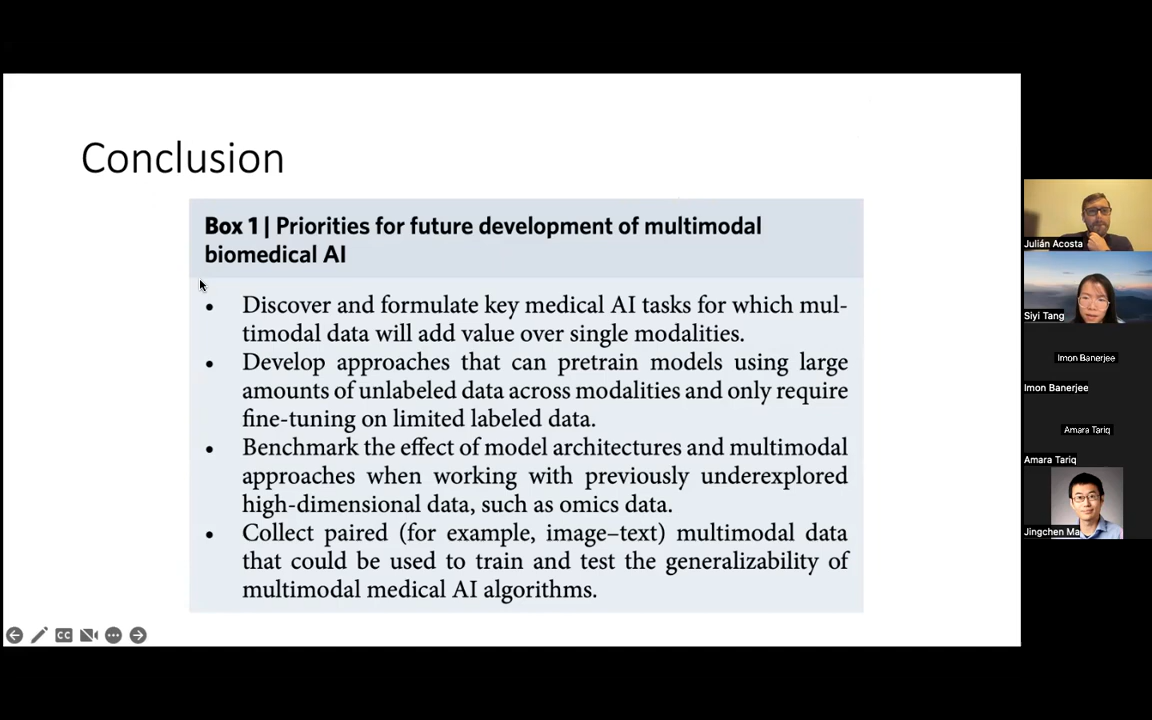 Conclusion
Box 1 | Priorities for future development of multimodal
biomedical AI
• Discover and formulate key medical AI tasks for which mul-
timodal data will add value over single modalities.
• Develop approaches that can pretrain models using large
amounts of unlabeled data across modalities and only require
fine-tuning on limited labeled data.
• Benchmark the effect of model architectures and multimodal
approaches when working with previously underexplored
high-dimensional data, such as omics data.
• Collect paired (for example, image–text) multimodal data
that could be used to train and test the generalizability of
multimodal medical AI algorithms.
CC
Julián Acosta
Siyi Tang
Imon Banerjee
Imon Banerjee
Amara Tariq
Amara Tariq
Jingchen Ma